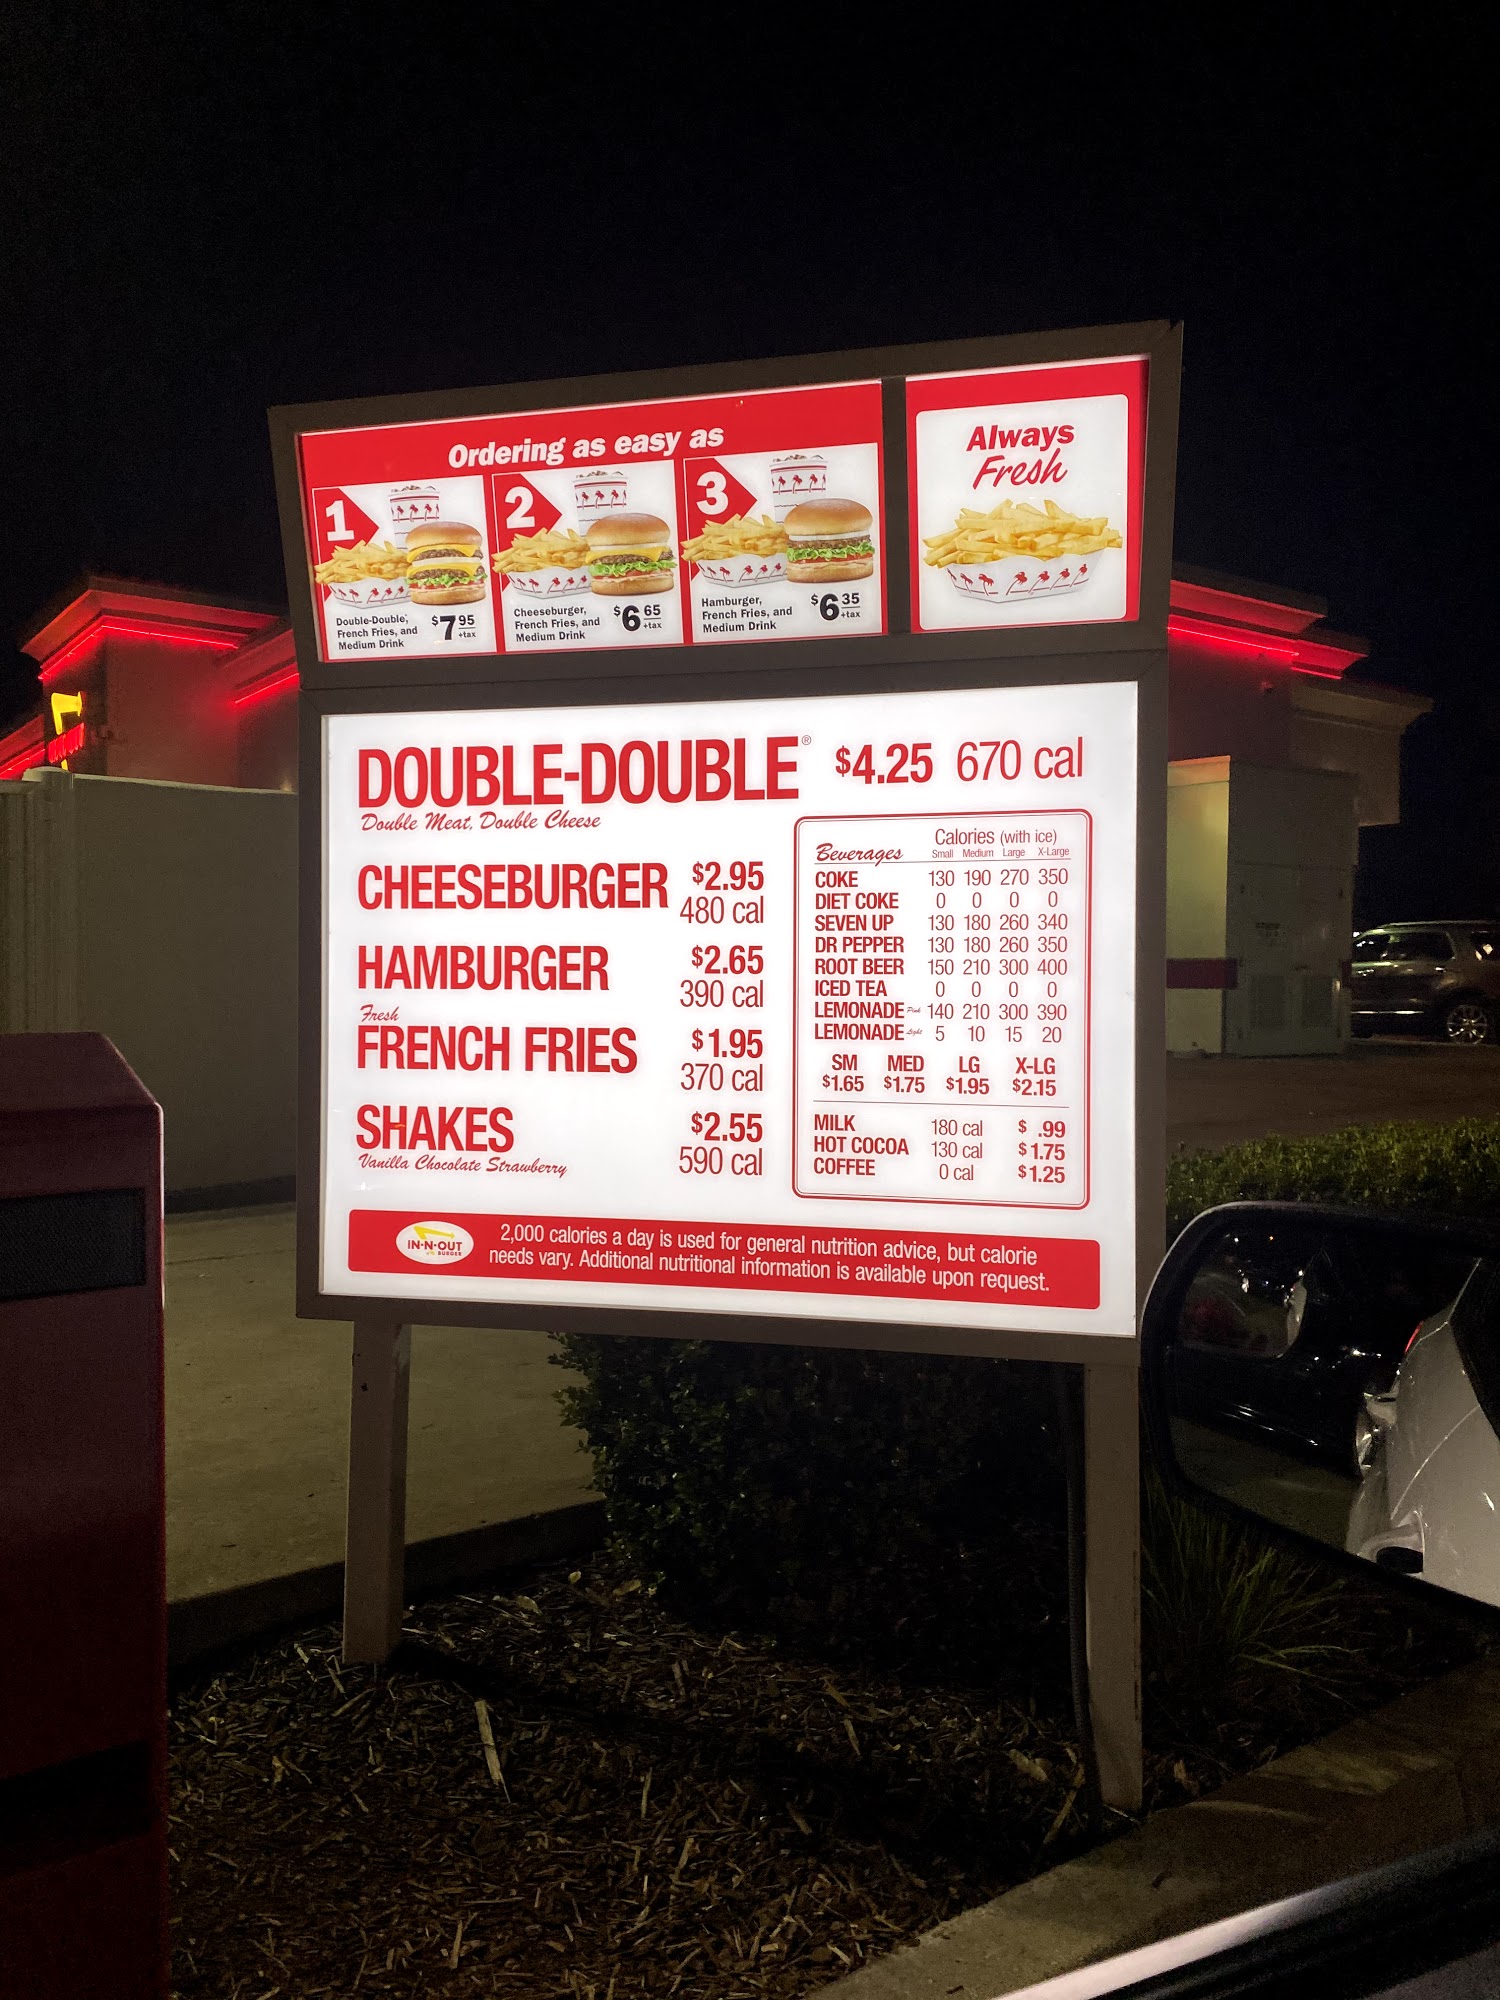 Ordering as easy as
1
Double-Double,
French Fries, and
Medium Drink
$7 95
+tax
2
Cheeseburger,
French Fries, and
Medium Drink
$6 65
+tax
3
Hamburger,
French Fries, and
Medium Drink
$6 35
+tax
Always
Fresh
DOUBLE-DOUBLE® $4.25 670 cal
Double Meat, Double Cheese
CHEESEBURGER $2.95
480 cal
HAMBURGER $2.65
390 cal
Fresh
FRENCH FRIES $1.95
370 cal
SHAKES $2.55
Vanilla Chocolate Strawberry 590 cal
Calories (with ice)
Beverages Small Medium Large X-Large
COKE 130 190 270 350
DIET COKE 0 0 0 0
SEVEN UP 130 180 260 340
DR PEPPER 130 180 260 350
ROOT BEER 150 210 300 400
ICED TEA 0 0 0 0
LEMONADE Pink 140 210 300 390
LEMONADE Light 5 10 15 20
SM MED LG X-LG
$1.65 $1.75 $1.95 $2.15
MILK 180 cal $ .99
HOT COCOA 130 cal $1.75
COFFEE 0 cal $1.25
IN-N-OUT
BURGER
2,000 calories a day is used for general nutrition advice, but calorie
needs vary. Additional nutritional information is available upon request.